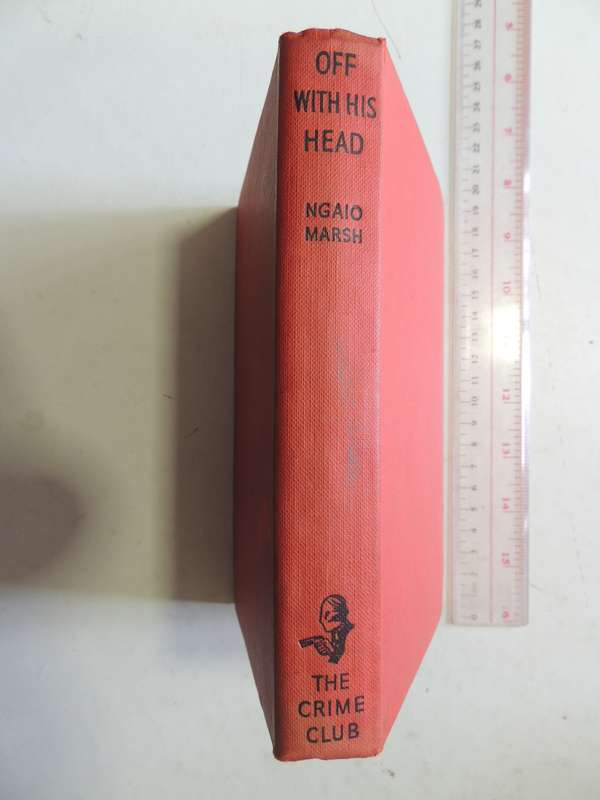 OFF
WITH HIS
HEAD
NGAIO
MARSH
THE
CRIME
CLUB